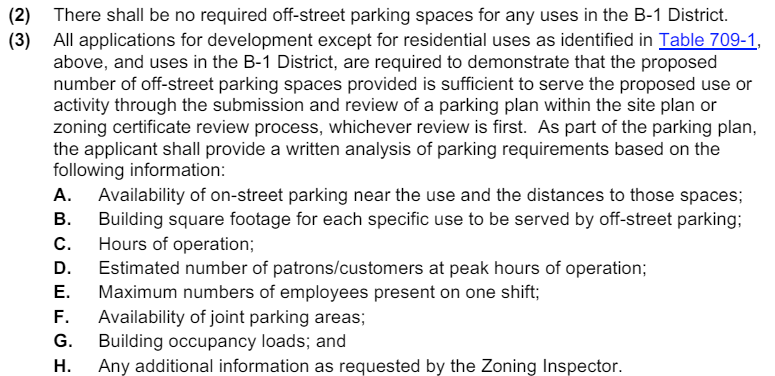 (2) There shall be no required off-street parking spaces for any uses in the B-1 District.
(3) All applications for development except for residential uses as identified in Table 709-1,
above, and uses in the B-1 District, are required to demonstrate that the proposed
number of off-street parking spaces provided is sufficient to serve the proposed use or
activity through the submission and review of a parking plan within the site plan or
zoning certificate review process, whichever review is first.  As part of the parking plan,
the applicant shall provide a written analysis of parking requirements based on the
following information:
A. Availability of on-street parking near the use and the distances to those spaces;
B. Building square footage for each specific use to be served by off-street parking;
C. Hours of operation;
D. Estimated number of patrons/customers at peak hours of operation;
E. Maximum numbers of employees present on one shift;
F. Availability of joint parking areas;
G. Building occupancy loads; and
H. Any additional information as requested by the Zoning Inspector.